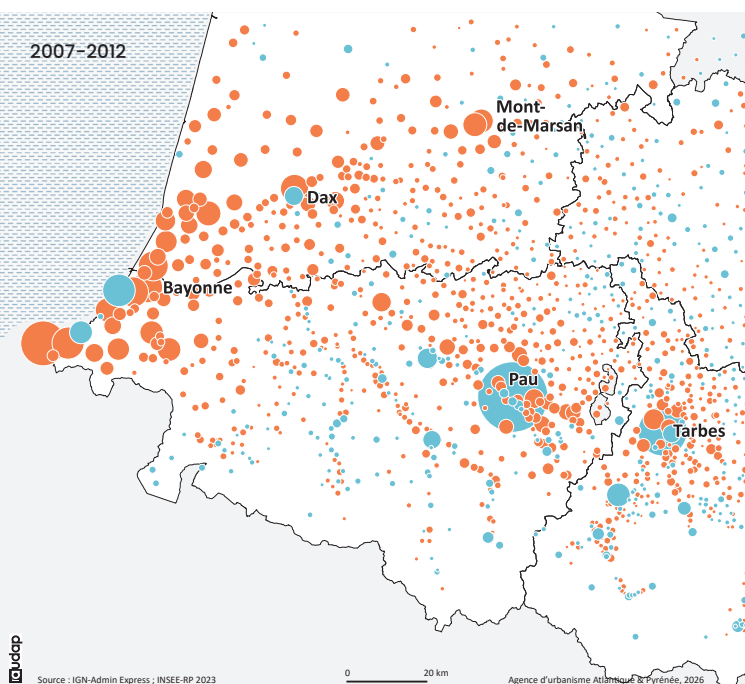 2007-2012
Mont-
de-Marsan
Dax
Bayonne
Pau
Tarbes
audap
Source : IGN-Admin Express ; INSEE-RP 2023
0 20 km
Agence d'urbanisme Atlantique & Pyrénée, 2026